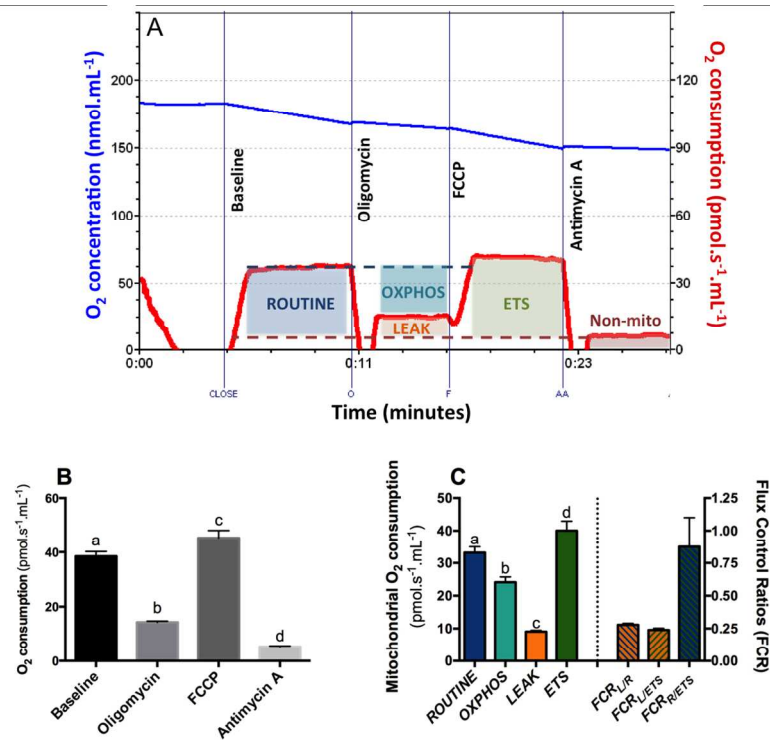 A
O2 concentration (nmol.mL-1)
200
150
100
50
0
Baseline
Oligomycin
FCCP
Antimycin A
ROUTINE
OXPHOS
LEAK
ETS
Non-mito
120
90
60
30
0
O2 consumption (pmol.s-1.mL-1)
0:00
0:11
0:23
CLOSE
O
F
AA
Time (minutes)
B
O2 consumption (pmol.s-1.mL-1)
60
40
20
0
a
b
c
d
Baseline
Oligomycin
FCCP
Antimycin A
C
Mitochondrial O2 consumption
(pmol.s-1.mL-1)
50
40
30
20
10
0
a
b
c
d
ROUTINE
OXPHOS
LEAK
ETS
FCRL/R
FCRL/ETS
FCRR/ETS
1.25
1.00
0.75
0.50
0.25
0.00
Flux Control
Ratios (FCR)